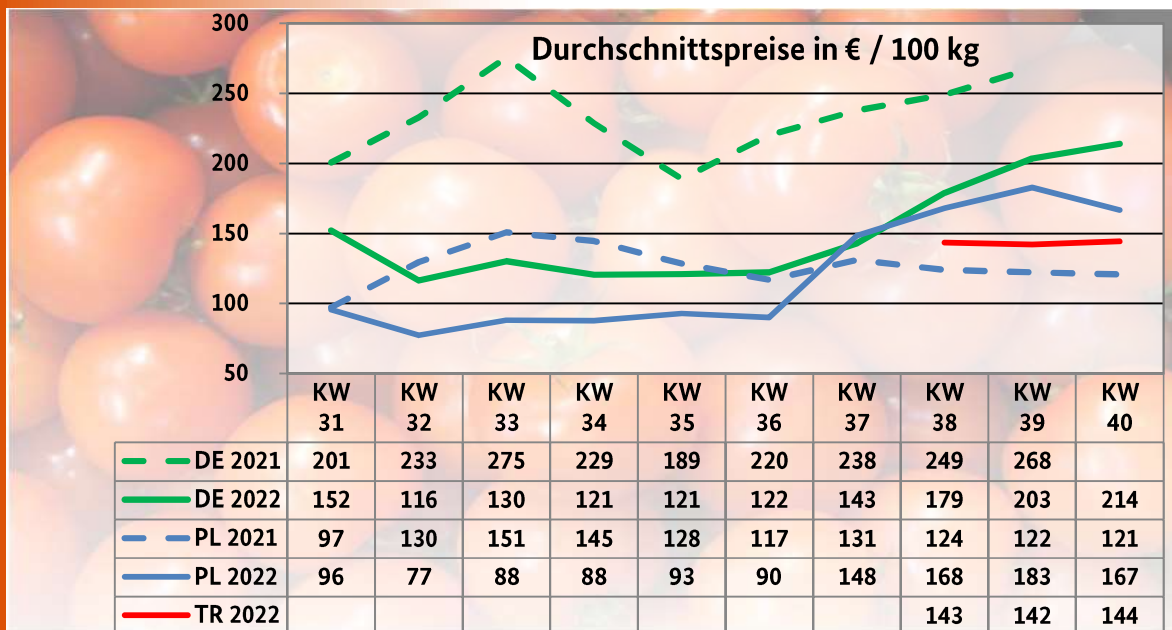 Durchschnittspreise in € / 100 kg
300
250
200
150
100
50
KW 31 KW 32 KW 33 KW 34 KW 35 KW 36 KW 37 KW 38 KW 39 KW 40
DE 2021 201 233 275 229 189 220 238 249 268
DE 2022 152 116 130 121 121 122 143 179 203 214
PL 2021 97 130 151 145 128 117 131 124 122 121
PL 2022 96 77 88 88 93 90 148 168 183 167
TR 2022 143 142 144